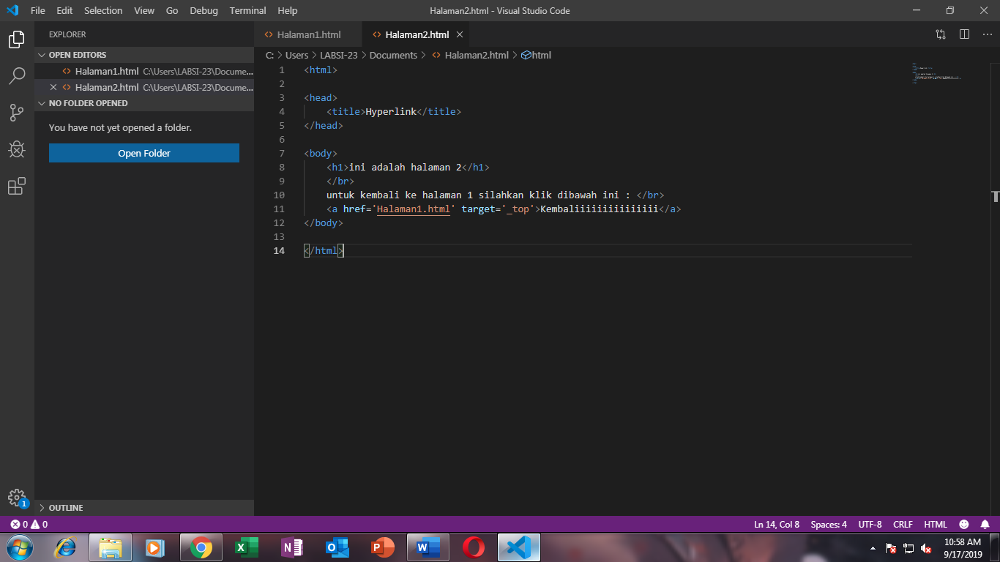 File Edit Selection View Go Debug Terminal Help Halaman2.html - Visual Studio Code
EXPLORER
OPEN EDITORS
Halaman1.html C:\Users\LABSI-23\Docume...
Halaman2.html C:\Users\LABSI-23\Docume...
NO FOLDER OPENED
You have not yet opened a folder.
Open Folder
OUTLINE
Halaman1.html Halaman2.html
C: > Users > LABSI-23 > Documents > Halaman2.html > html
1 <html>
2
3 <head>
4 <title>Hyperlink</title>
5 </head>
6
7 <body>
8 <h1>ini adalah halaman 2</h1>
9 </br>
10 untuk kembali ke halaman 1 silahkan klik dibawah ini : </br>
11 <a href='Halaman1.html' target='_top'>Kembaliiiiiiiiiiiiiiii</a>
12 </body>
13
14 </html>
1
0 0 Ln 14, Col 8 Spaces: 4 UTF-8 CRLF HTML
10:58 AM
9/17/2019